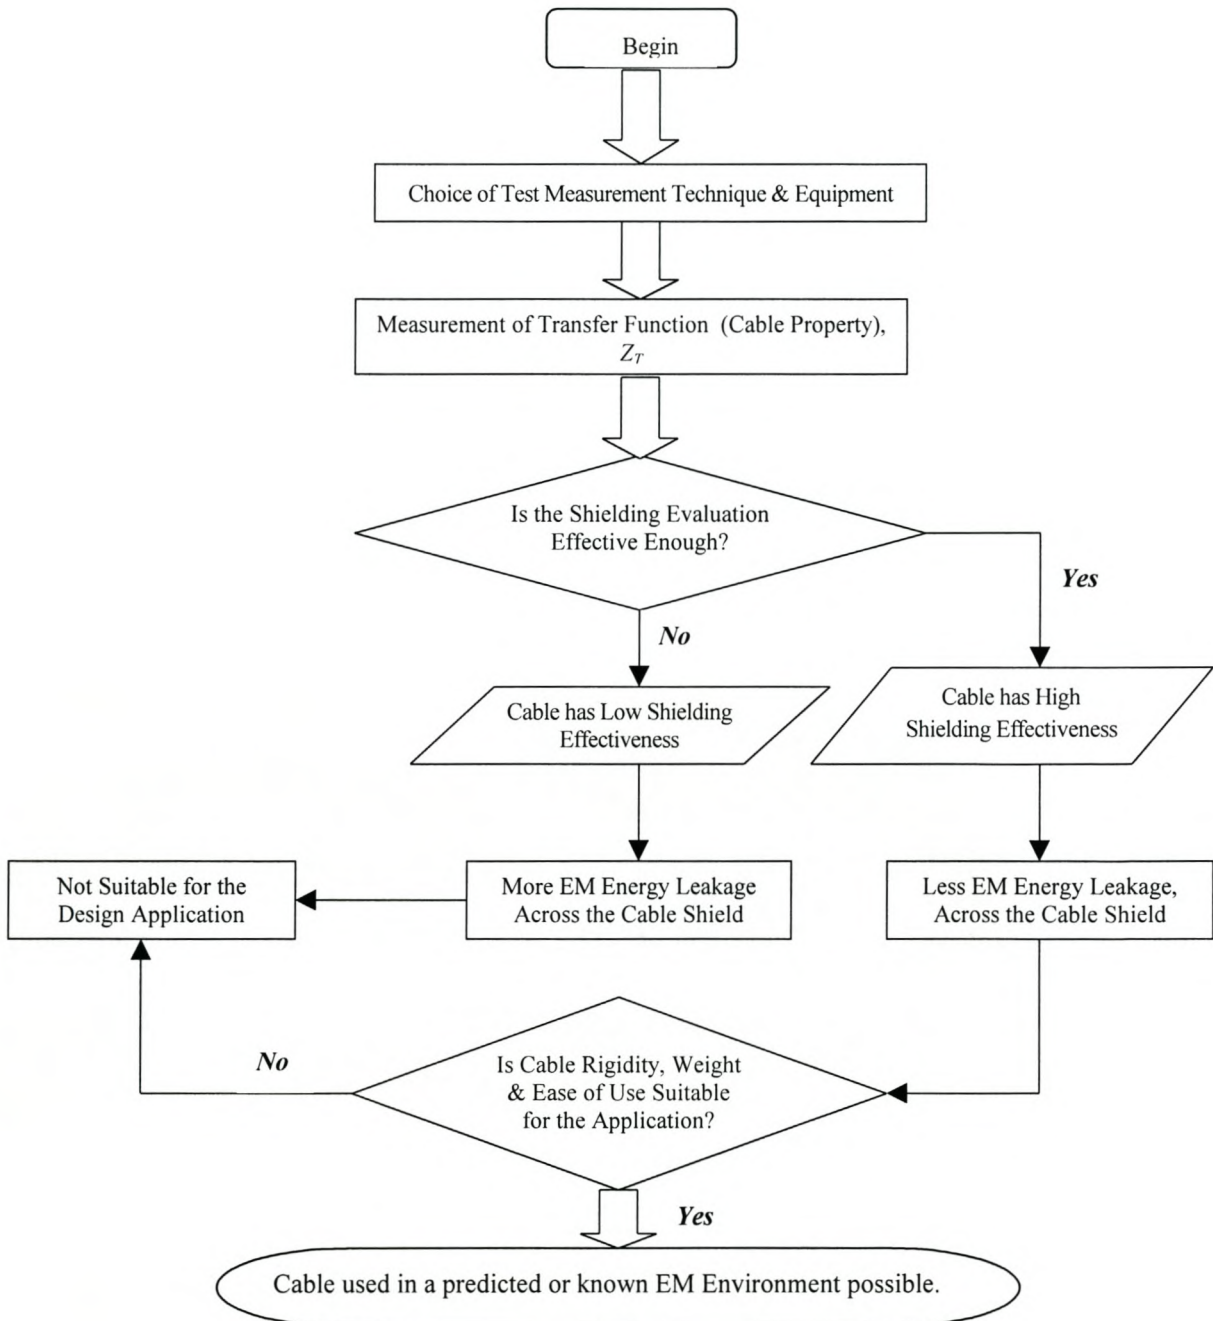 Begin
Choice of Test Measurement Technique & Equipment
Measurement of Transfer Function (Cable Property),
Z_T
Is the Shielding Evaluation
Effective Enough?
Yes
No
Cable has Low Shielding
Effectiveness
Cable has High
Shielding Effectiveness
Not Suitable for the
Design Application
More EM Energy Leakage
Across the Cable Shield
Less EM Energy Leakage,
Across the Cable Shield
No
Is Cable Rigidity, Weight
& Ease of Use Suitable
for the Application?
Yes
Cable used in a predicted or known EM Environment possible.